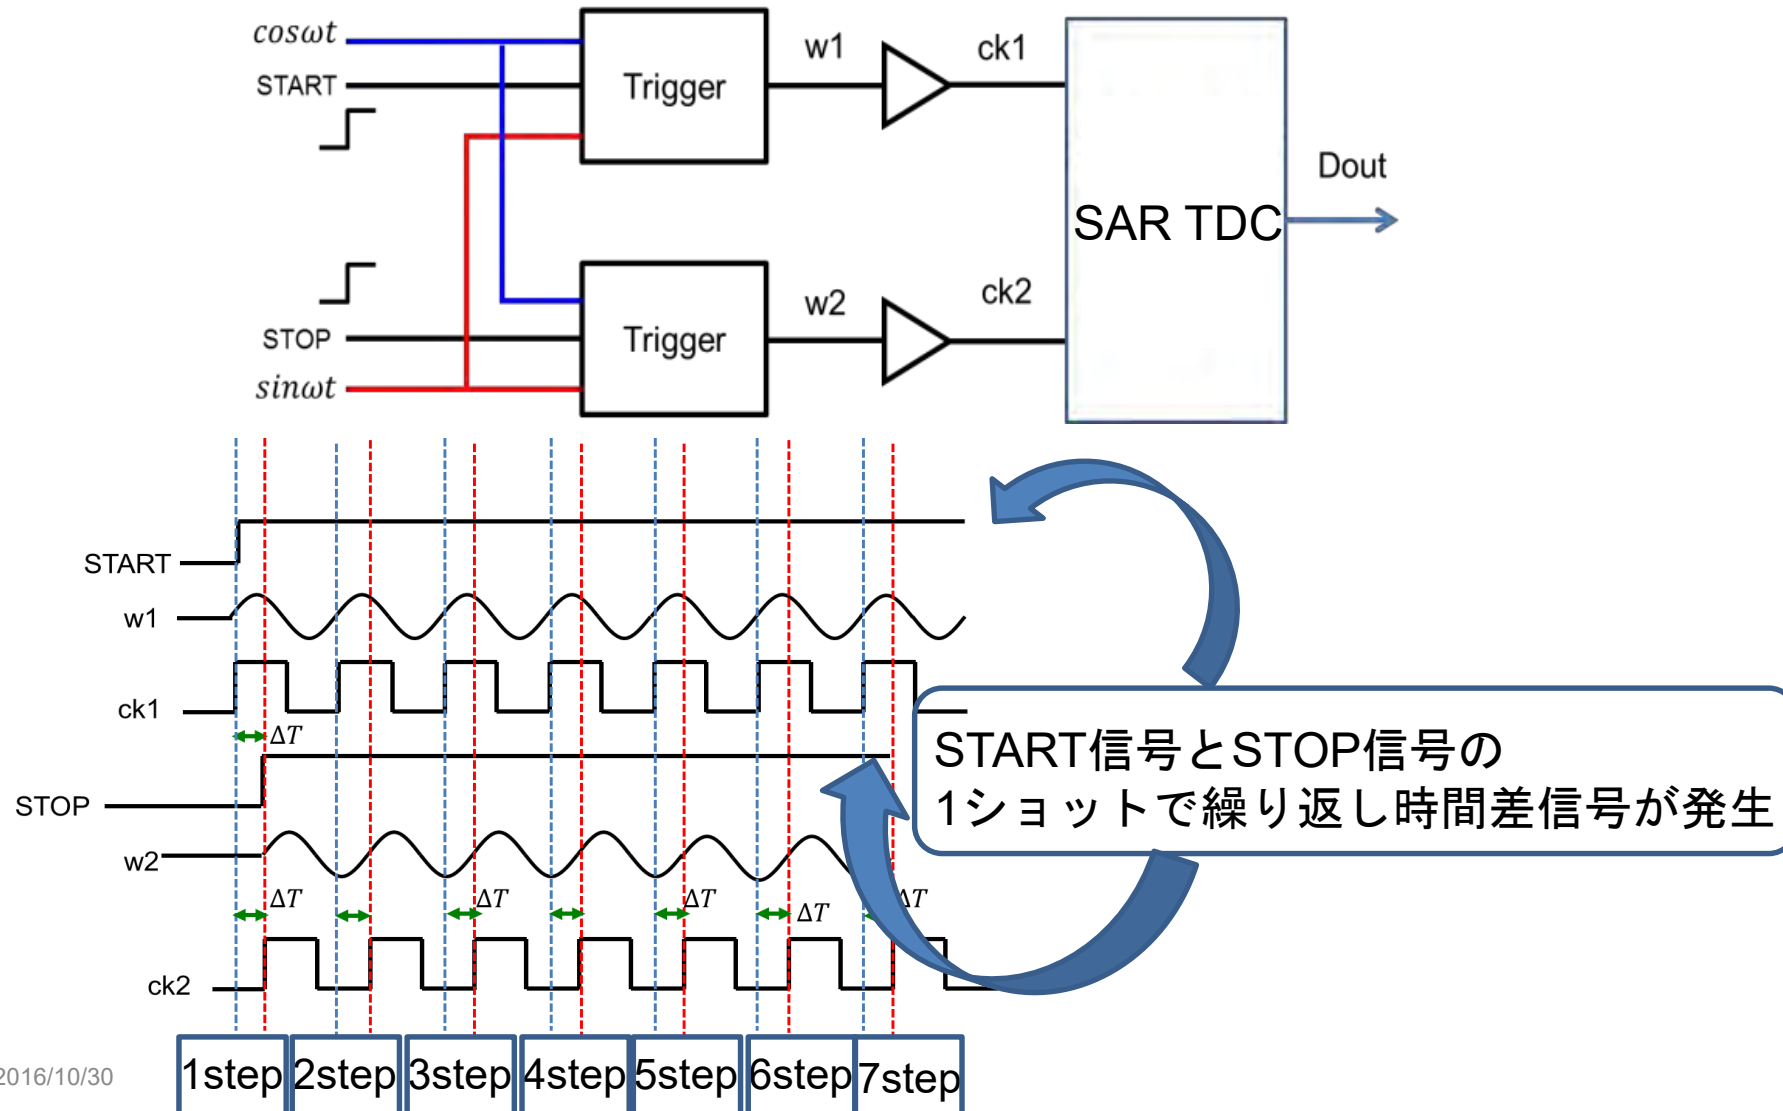 cosωt
START
Trigger
w1
ck1
SAR TDC
Dout
STOP
Trigger
w2
ck2
sinωt
START
w1
ck1
ΔT
STOP
w2
ΔT
ΔT
ΔT
ΔT
ΔT
ck2
START信号とSTOP信号の
1ショットで繰り返し時間差信号が発生
2016/10/30
1step
2step
3step
4step
5step
6step
7step